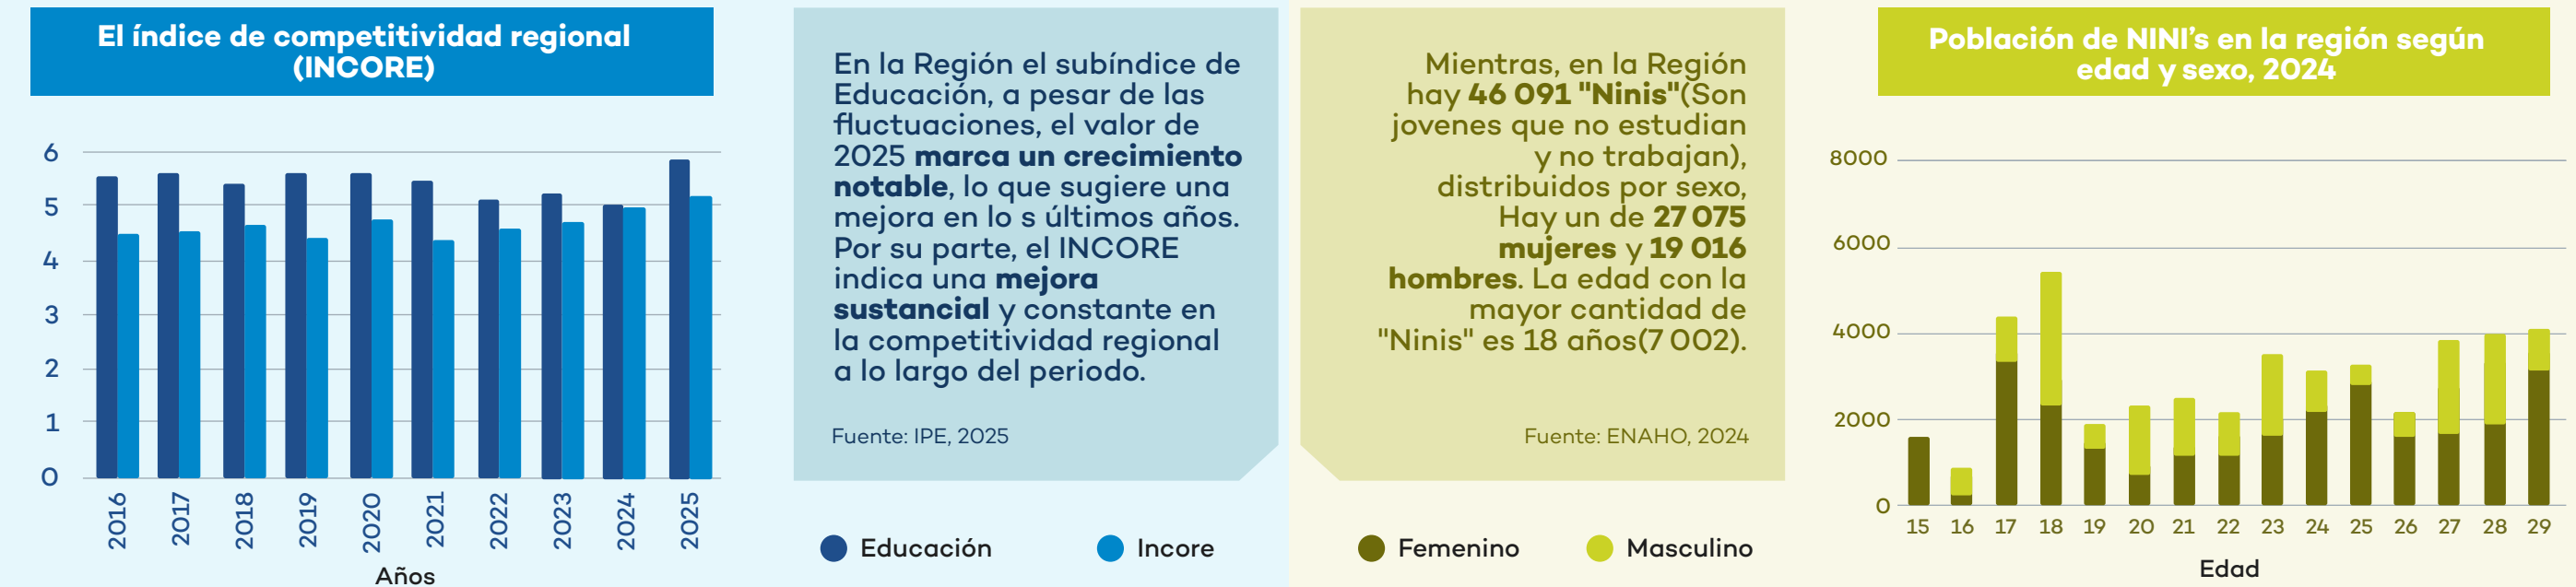 El índice de competitividad regional
(INCORE)
6
5
4
3
2
1
0
2016
2017
2018
2019
2020
2021
2022
2023
2024
2025
Años
En la Región el subíndice de
Educación, a pesar de las
fluctuaciones, el valor de
2025 marca un crecimiento
notable, lo que sugiere una
mejora en lo s últimos años.
Por su parte, el INCORE
indica una mejora
sustancial y constante en
la competitividad regional
a lo largo del periodo.
Fuente: IPE, 2025
Educación
Incore
Mientras, en la Región
hay 46 091 "Ninis"(Son
jovenes que no estudian
y no trabajan),
distribuidos por sexo,
Hay un de 27 075
mujeres y 19 016
hombres. La edad con la
mayor cantidad de
"Ninis" es 18 años(7 002).
Fuente: ENAHO, 2024
Femenino
Masculino
Población de NINI's en la región según
edad y sexo, 2024
8000
6000
4000
2000
0
15 16 17 18 19 20 21 22 23 24 25 26 27 28 29
Edad